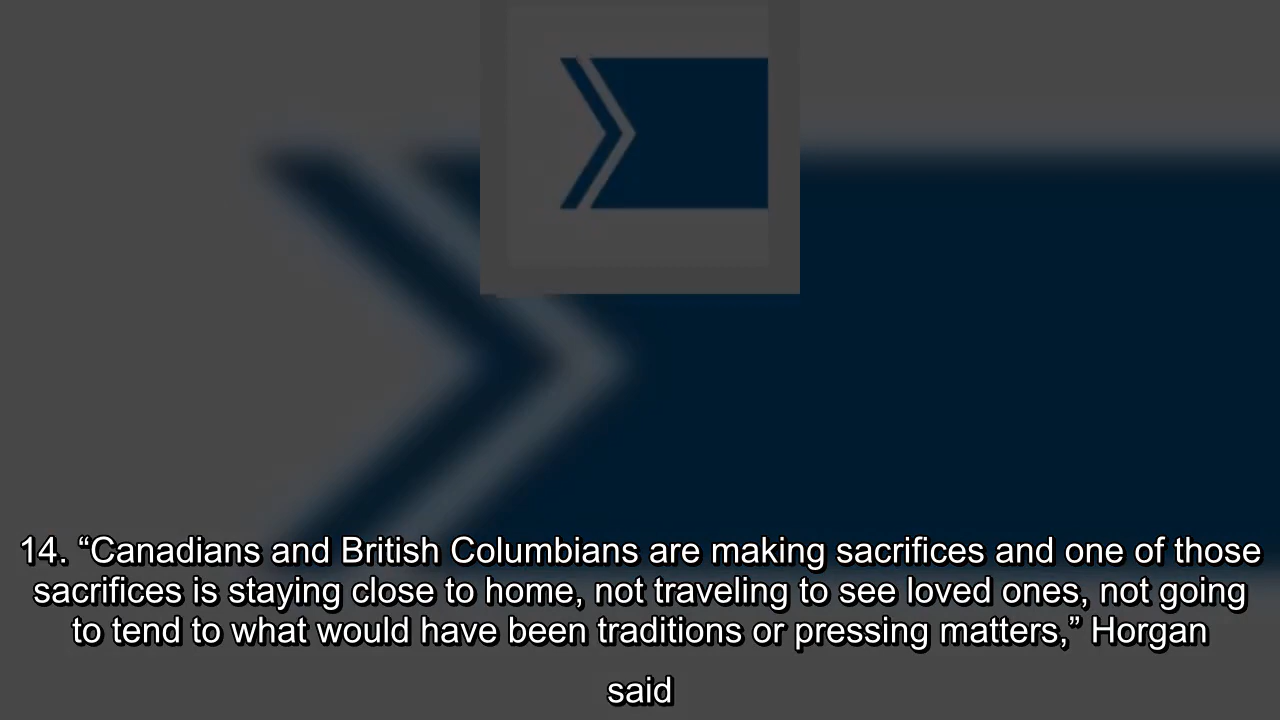 14. “Canadians and British Columbians are making sacrifices and one of those
sacrifices is staying close to home, not traveling to see loved ones, not going
to tend to what would have been traditions or pressing matters,” Horgan
said